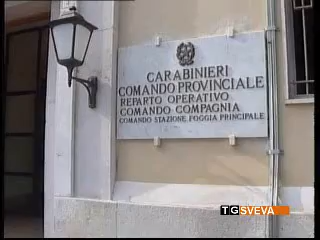 CARABINIERI
COMANDO PROVINCIALE
REPARTO OPERATIVO
COMANDO COMPAGNIA
COMANDO STAZIONE FOGGIA PRINCIPALE
TGSVEVA